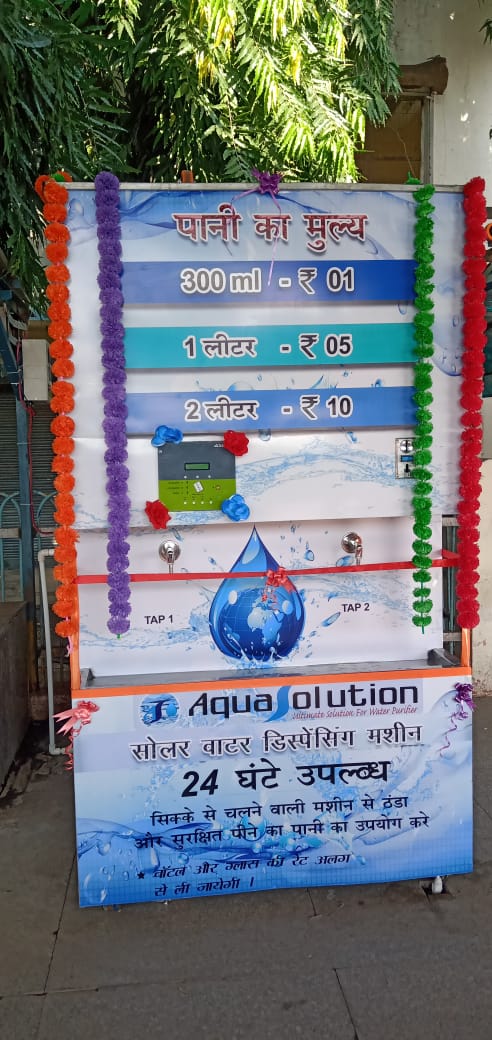 पानी का मुल्य
300 ml - ₹ 01
1 लीटर - ₹ 05
2 लीटर - ₹ 10
TAP 1
TAP 2
AquaSolution
Ultimate Solution For Water Purifier
सोलर वाटर डिस्पेंसिंग मशीन
24 घंटे उपल्ब्ध
सिक्के से चलने वाली मशीन से ठंडा
और सुरक्षित पीने का पानी का उपयोग करे
★ बॉटल और ग्लास की रेट अलग
से ली जायेगी ।